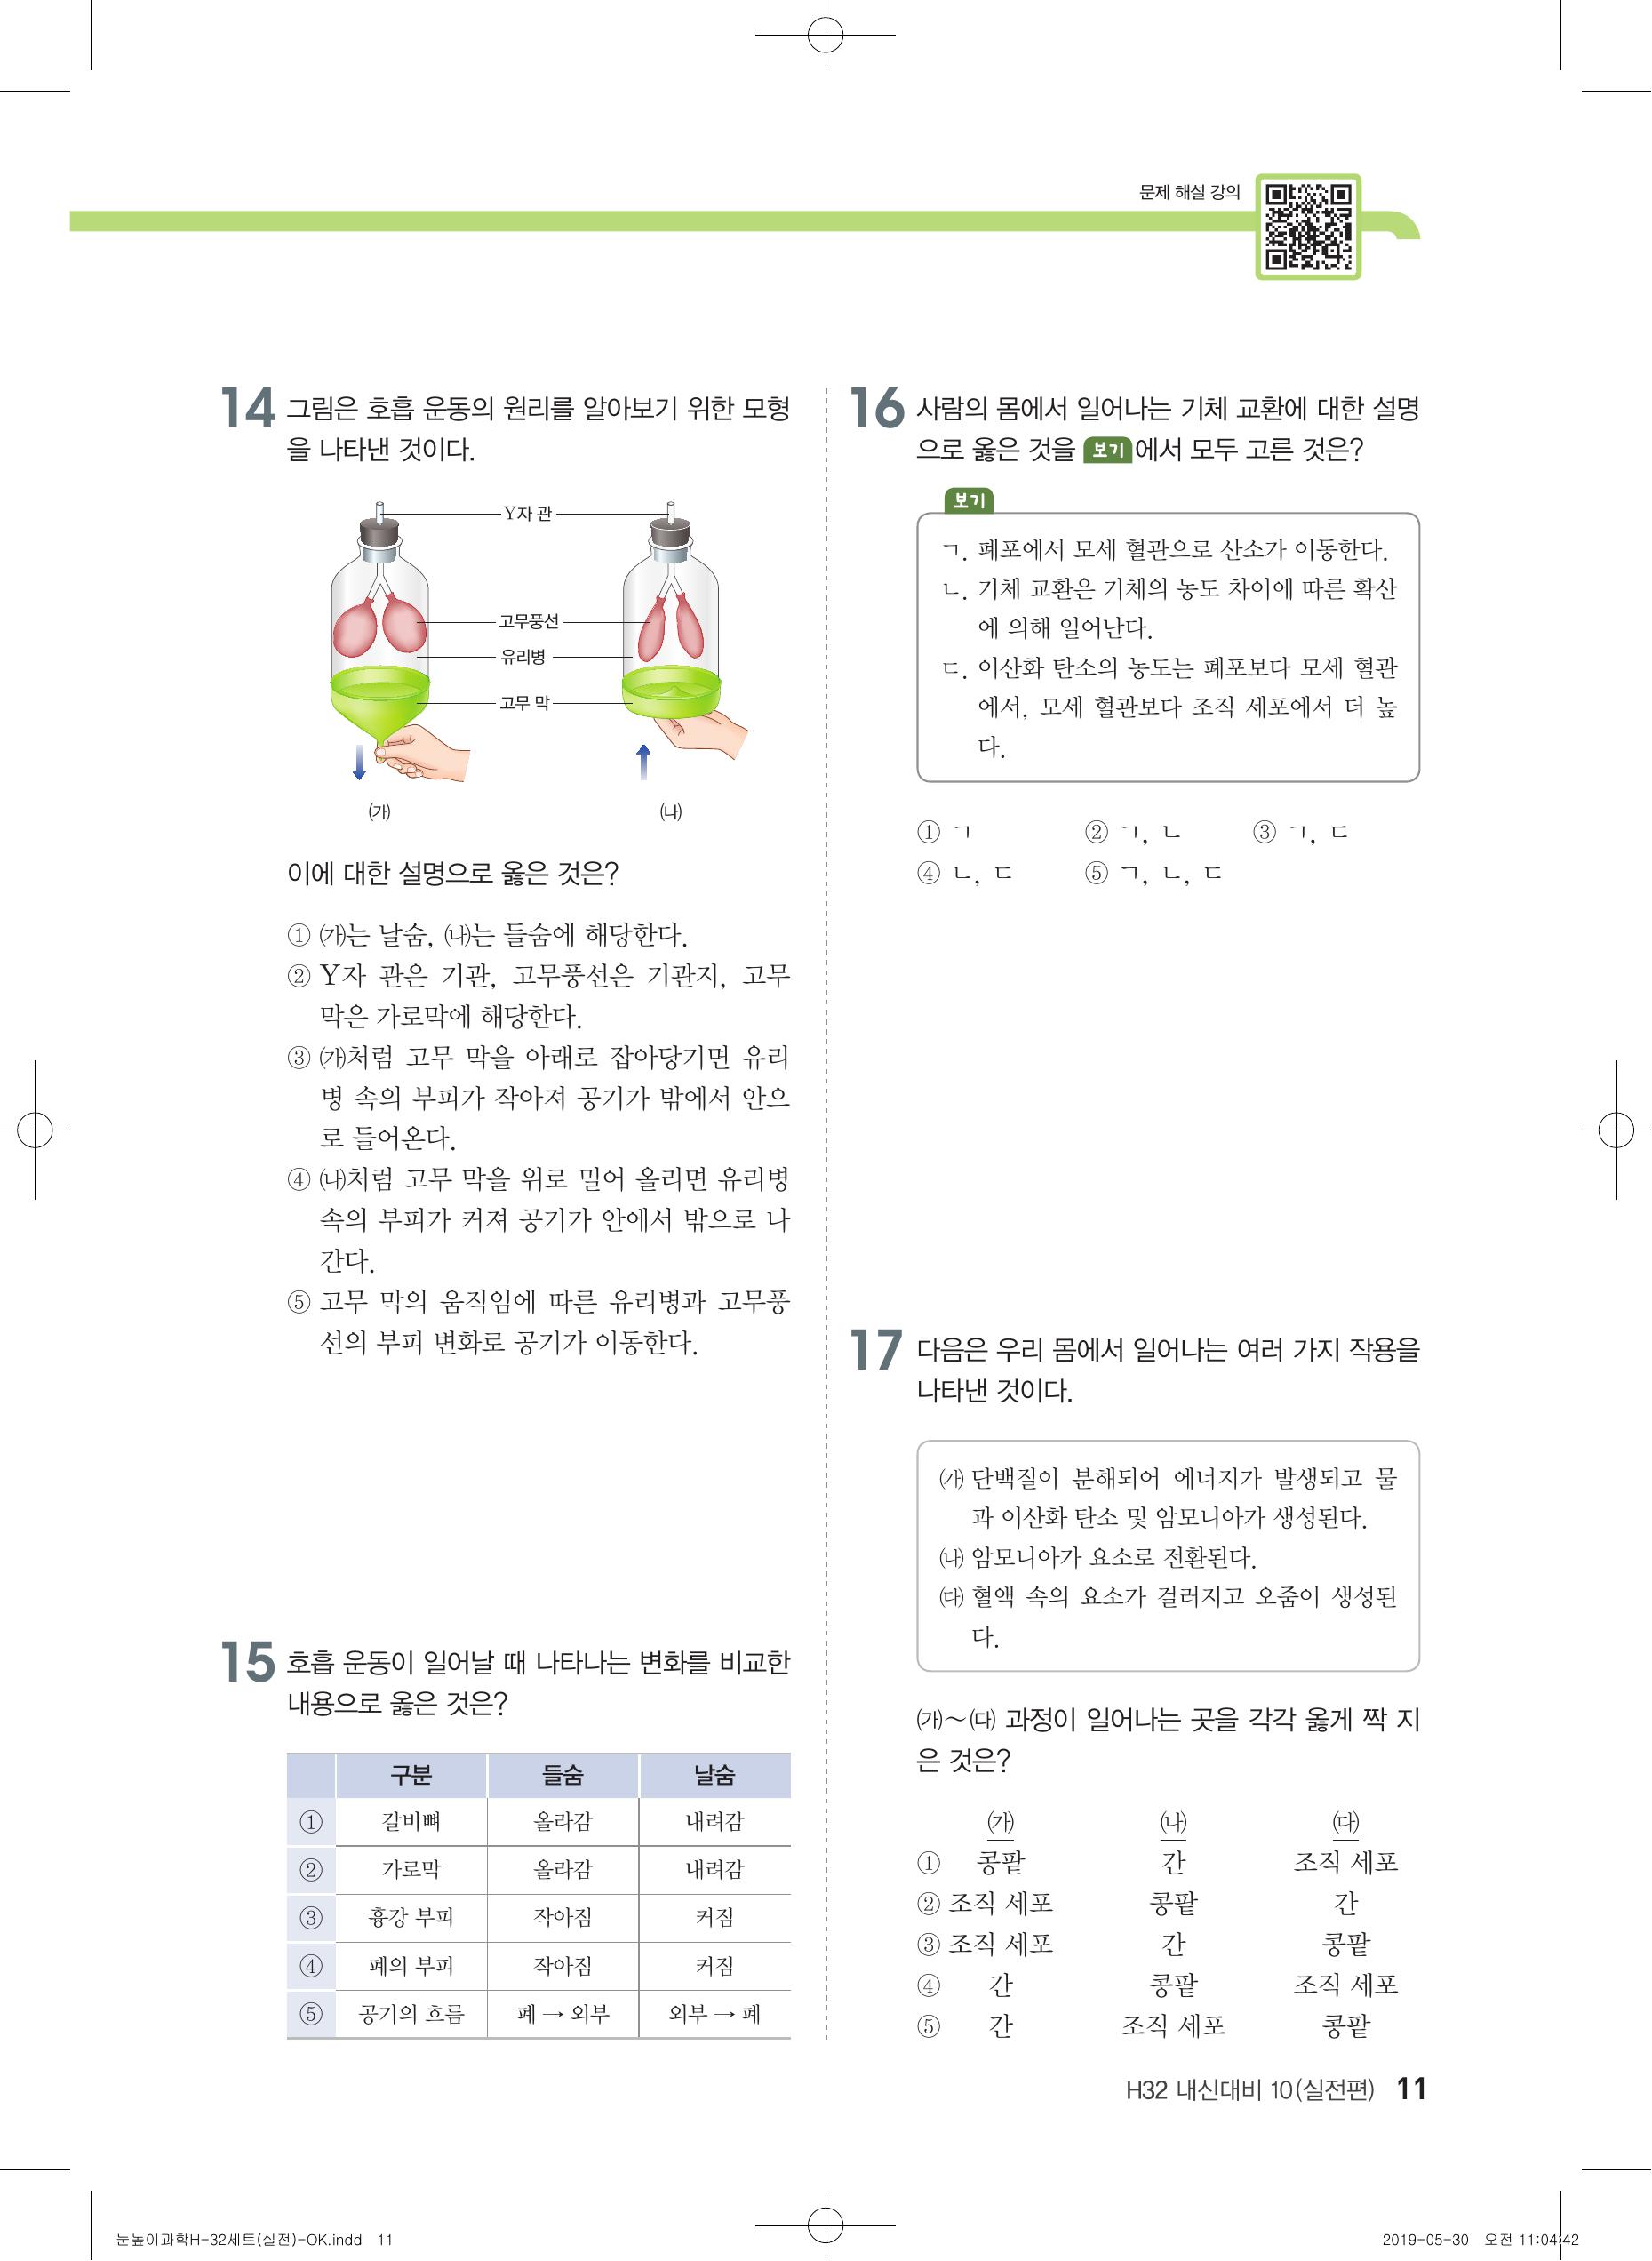 문제 해설 강의
14 그림은 호흡 운동의 원리를 알아보기 위한 모형
을 나타낸 것이다.
Y자 관
고무풍선
유리병
고무 막
㈎
㈏
이에 대한 설명으로 옳은 것은?
① ㈎는 날숨, ㈏는 들숨에 해당한다.
② Y자 관은 기관, 고무풍선은 기관지, 고무
막은 가로막에 해당한다.
③ ㈎처럼 고무 막을 아래로 잡아당기면 유리
병 속의 부피가 작아져 공기가 밖에서 안으
로 들어온다.
④ ㈏처럼 고무 막을 위로 밀어 올리면 유리병
속의 부피가 커져 공기가 안에서 밖으로 나
간다.
⑤ 고무 막의 움직임에 따른 유리병과 고무풍
선의 부피 변화로 공기가 이동한다.
15 호흡 운동이 일어날 때 나타나는 변화를 비교한
내용으로 옳은 것은?
구분 들숨 날숨
① 갈비뼈 올라감 내려감
② 가로막 올라감 내려감
③ 흉강 부피 작아짐 커짐
④ 폐의 부피 작아짐 커짐
⑤ 공기의 흐름 폐 → 외부 외부 → 폐
16 사람의 몸에서 일어나는 기체 교환에 대한 설명
으로 옳은 것을 보기 에서 모두 고른 것은?
보기
ㄱ. 폐포에서 모세 혈관으로 산소가 이동한다.
ㄴ. 기체 교환은 기체의 농도 차이에 따른 확산
에 의해 일어난다.
ㄷ. 이산화 탄소의 농도는 폐포보다 모세 혈관
에서, 모세 혈관보다 조직 세포에서 더 높
다.
① ㄱ ② ㄱ, ㄴ ③ ㄱ, ㄷ
④ ㄴ, ㄷ ⑤ ㄱ, ㄴ, ㄷ
17 다음은 우리 몸에서 일어나는 여러 가지 작용을
나타낸 것이다.
㈎ 단백질이 분해되어 에너지가 발생되고 물
과 이산화 탄소 및 암모니아가 생성된다.
㈏ 암모니아가 요소로 전환된다.
㈐ 혈액 속의 요소가 걸러지고 오줌이 생성된
다.
㈎~㈐ 과정이 일어나는 곳을 각각 옳게 짝 지
은 것은?
㈎ ㈏ ㈐
① 콩팥 간 조직 세포
② 조직 세포 콩팥 간
③ 조직 세포 간 콩팥
④ 간 콩팥 조직 세포
⑤ 간 조직 세포 콩팥
H32 내신대비 10(실전편) 11
눈높이과학H-32세트(실전)-OK.indd 11
2019-05-30 오전 11:04:42